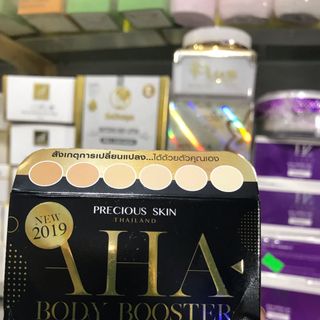 สังเกตุการเปลี่ยนแปลง...ได้ด้วยตัวคุณเอง
PRECIOUS SKIN
THAILAND
NEW
2019
AHA
BODY BOOSTER